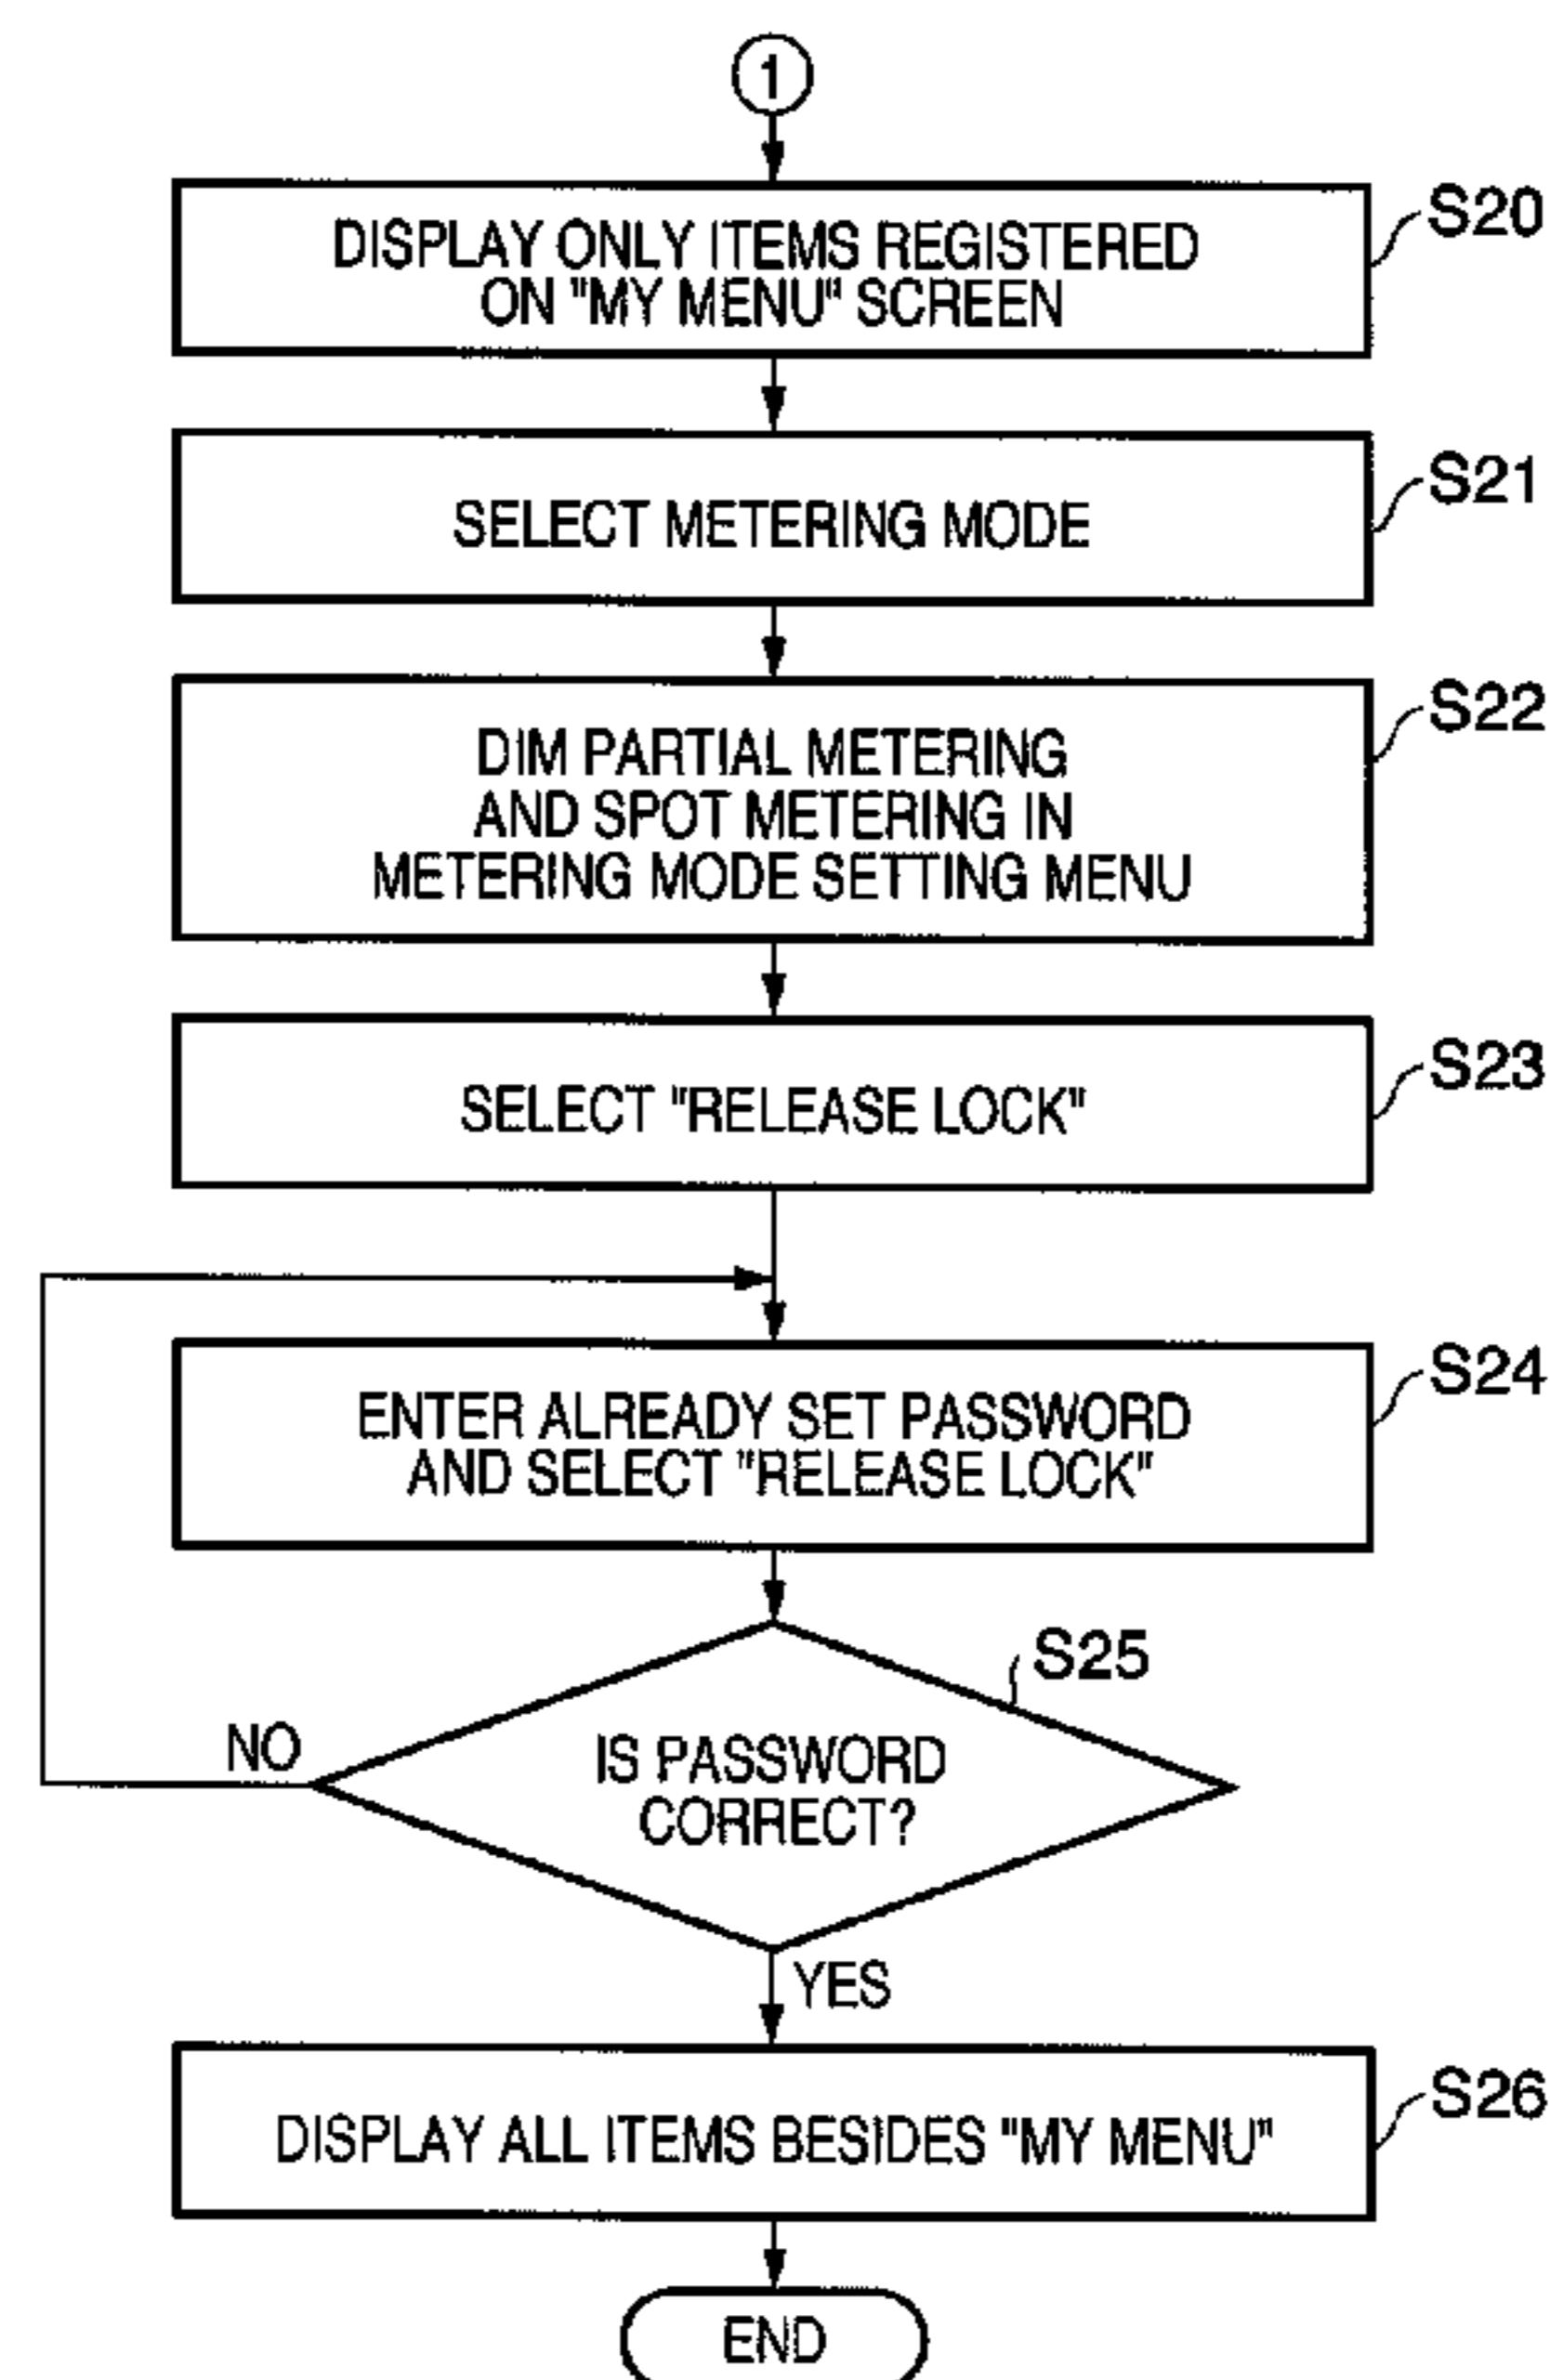 1
DISPLAY ONLY ITEMS REGISTERED
ON "MY MENU" SCREEN
S20
SELECT METERING MODE
S21
DIM PARTIAL METERING
AND SPOT METERING IN
METERING MODE SETTING MENU
S22
SELECT "RELEASE LOCK"
S23
ENTER ALREADY SET PASSWORD
AND SELECT "RELEASE LOCK"
S24
IS PASSWORD
CORRECT?
S25
NO
YES
DISPLAY ALL ITEMS BESIDES "MY MENU"
S26
END